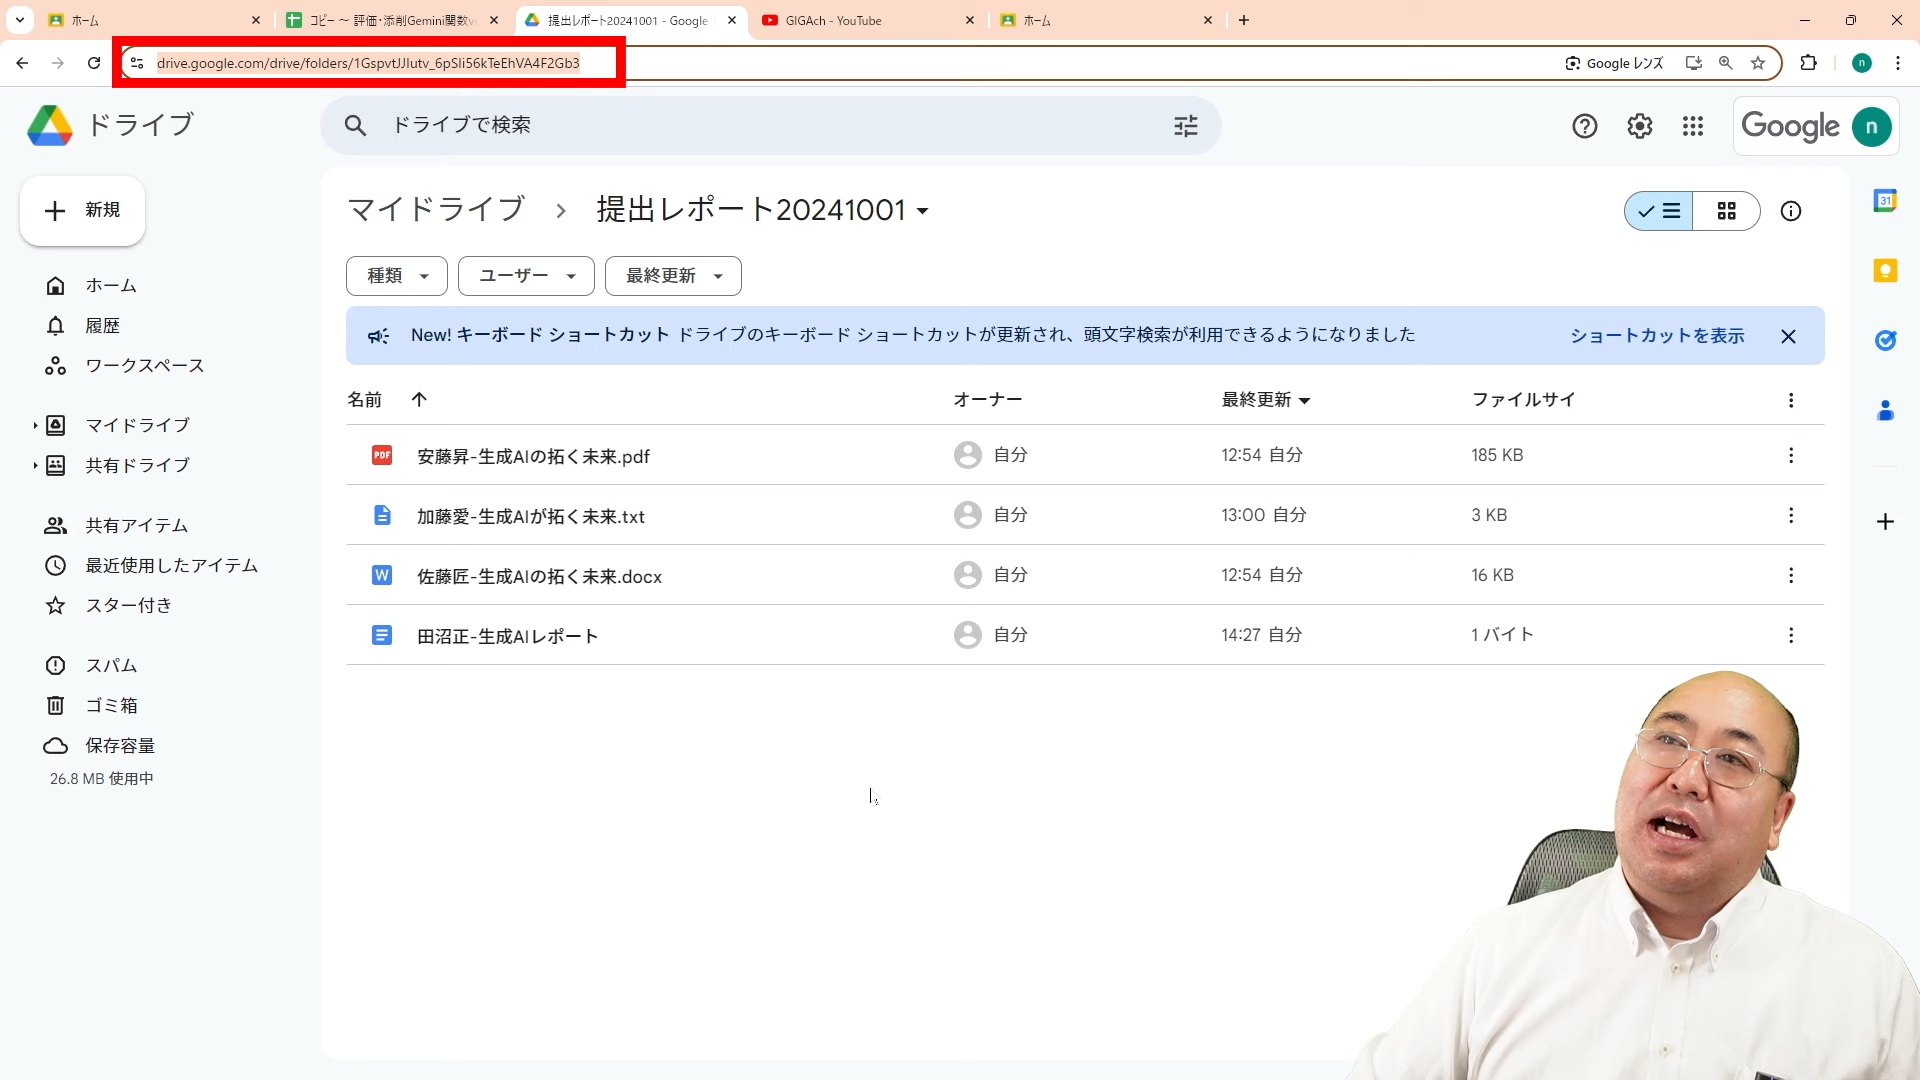 ホーム
コピー ～ 評価・添削Gemini関数w
提出レポート20241001 - Google
GIGAch - YouTube
ホーム
drive.google.com/drive/folders/1GspvtJJlutv_6pSli56kTeEhVA4F2Gb3
Google レンズ
n
ドライブ
ドライブで検索
Google
n
新規
マイドライブ
提出レポート20241001
31
種類
ユーザー
最終更新
ホーム
履歴
ワークスペース
マイドライブ
共有ドライブ
共有アイテム
最近使用したアイテム
スター付き
スパム
ゴミ箱
保存容量
26.8 MB 使用中
New! キーボード ショートカット ドライブのキーボード ショートカットが更新され、頭文字検索が利用できるようになりました
ショートカットを表示
名前 オーナー 最終更新 ファイルサイ
PDF 安藤昇-生成AIの拓く未来.pdf 自分 12:54 自分 185 KB
加藤愛-生成AIが拓く未来.txt 自分 13:00 自分 3 KB
W 佐藤匠-生成AIの拓く未来.docx 自分 12:54 自分 16 KB
田沼正-生成AIレポート 自分 14:27 自分 1 バイト